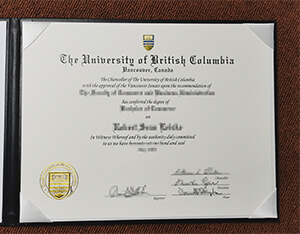 The University of British Columbia
Vancouver, Canada
The Chancellor of The University of British Columbia
with the approval of the Vancouver Senate upon the recommendation of
The Faculty of Commerce and Business Administration
has conferred the degree of
Bachelor of Commerce
on
In Witness Whereof and by the authority duly committed
to us we have hereunto set our hand and seal
Chancellor
Registrar
President